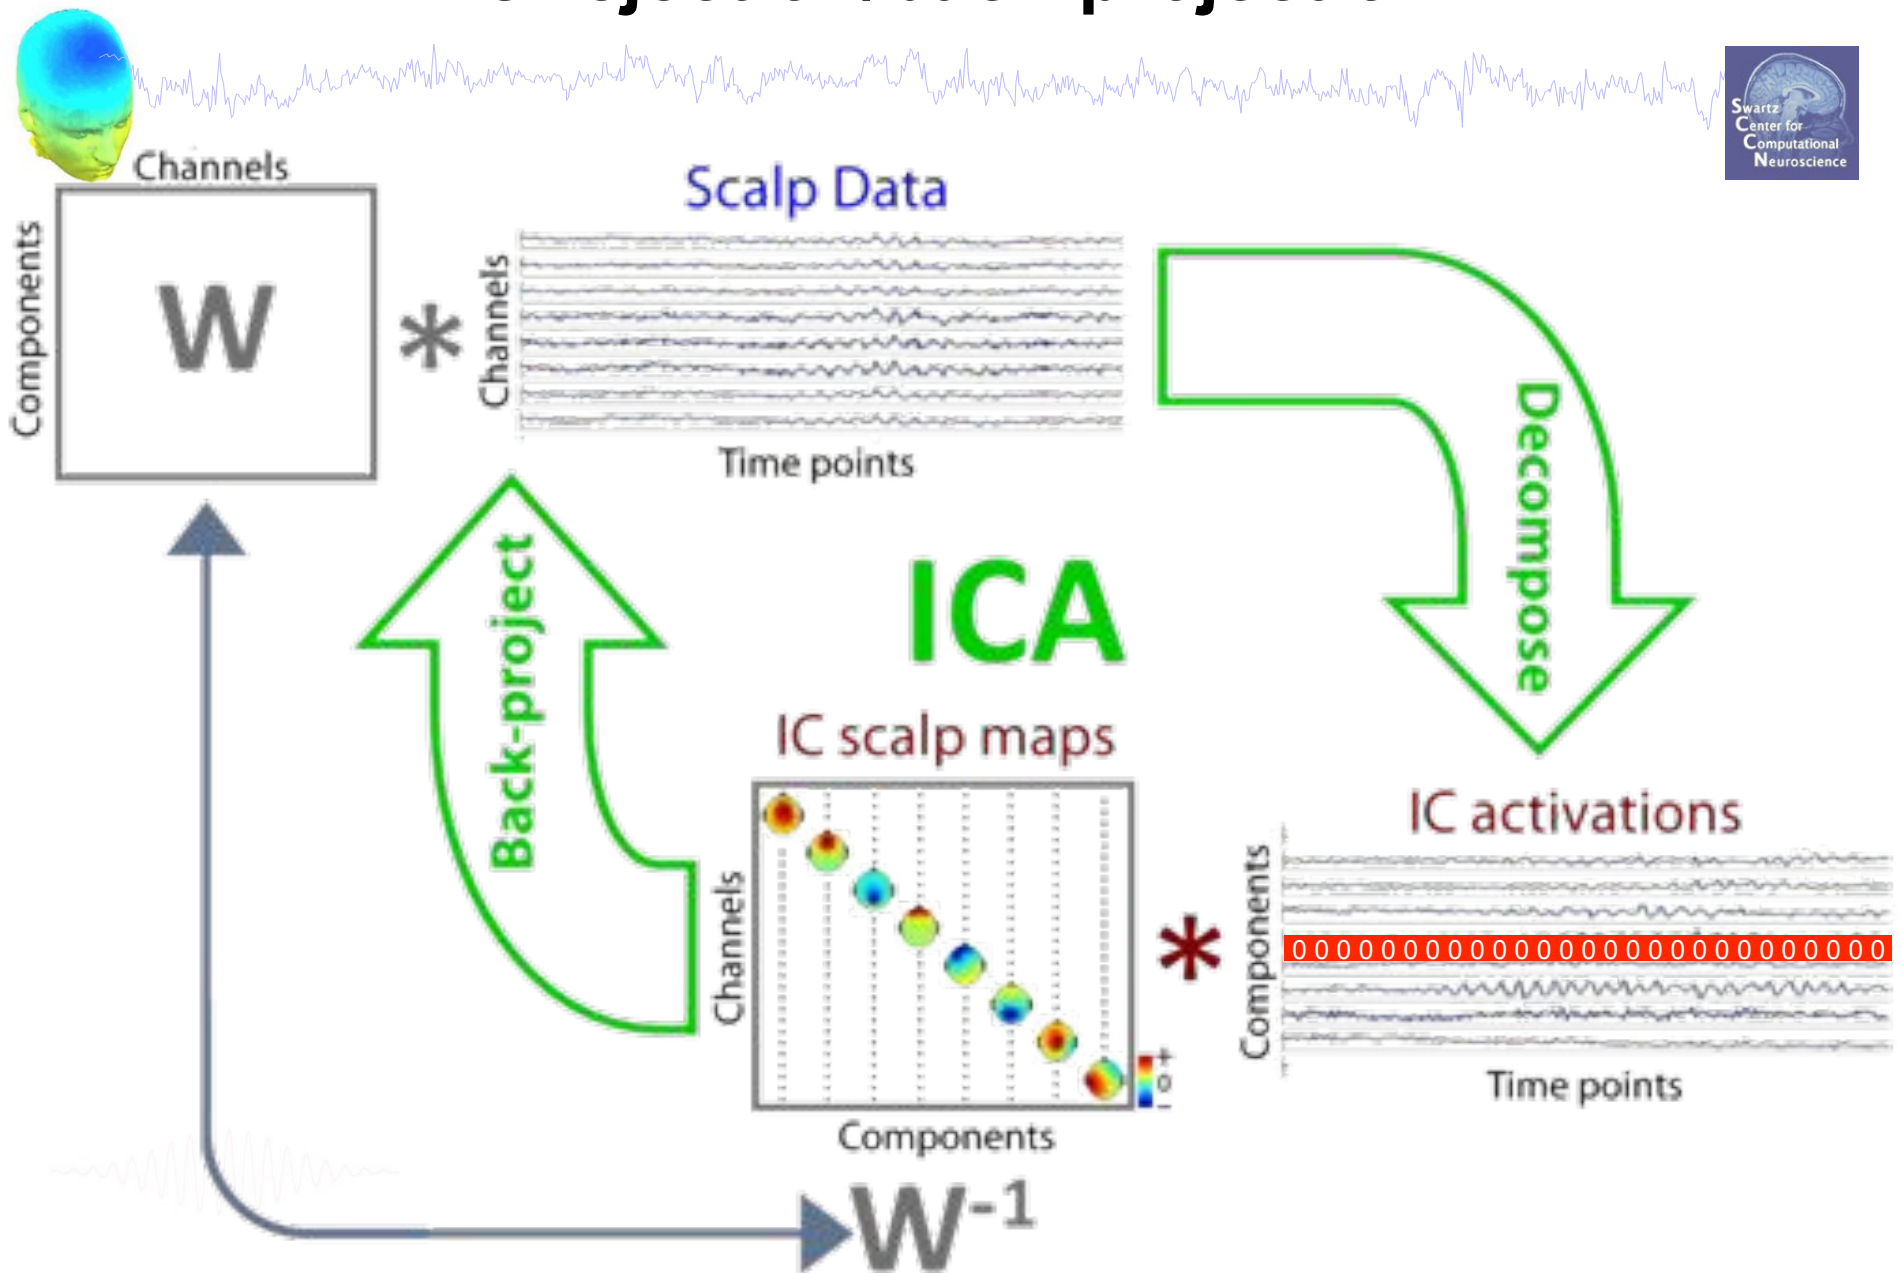 Swartz
Center for
Computational
Neuroscience
Channels
Components
W
*
Scalp Data
Channels
Time points
Decompose
Back-project
ICA
IC scalp maps
Channels
Components
+
0
-
*
IC activations
Components
0 0 0 0 0 0 0 0 0 0 0 0 0 0 0 0 0 0 0 0 0 0 0 0 0 0 0
Time points
W-1